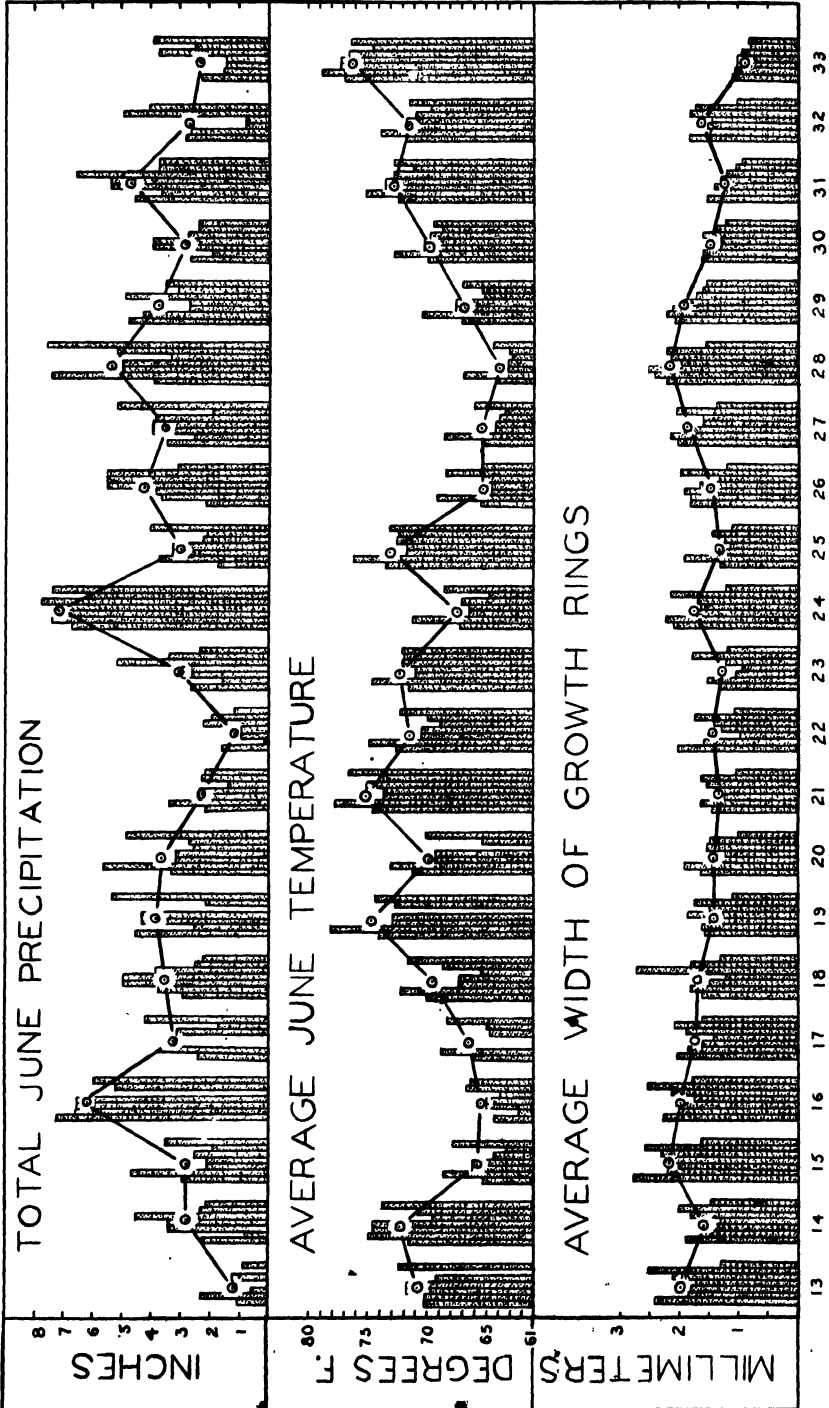 TOTAL JUNE PRECIPITATION
INCHES
8 7 6 5 4 3 2 1
AVERAGE JUNE TEMPERATURE
DEGREES F.
80 75 70 65 61
AVERAGE WIDTH OF GROWTH RINGS
MILLIMETERS
3 2 1
13 14 15 16 17 18 19 20 21 22 23 24 25 26 27 28 29 30 31 32 33